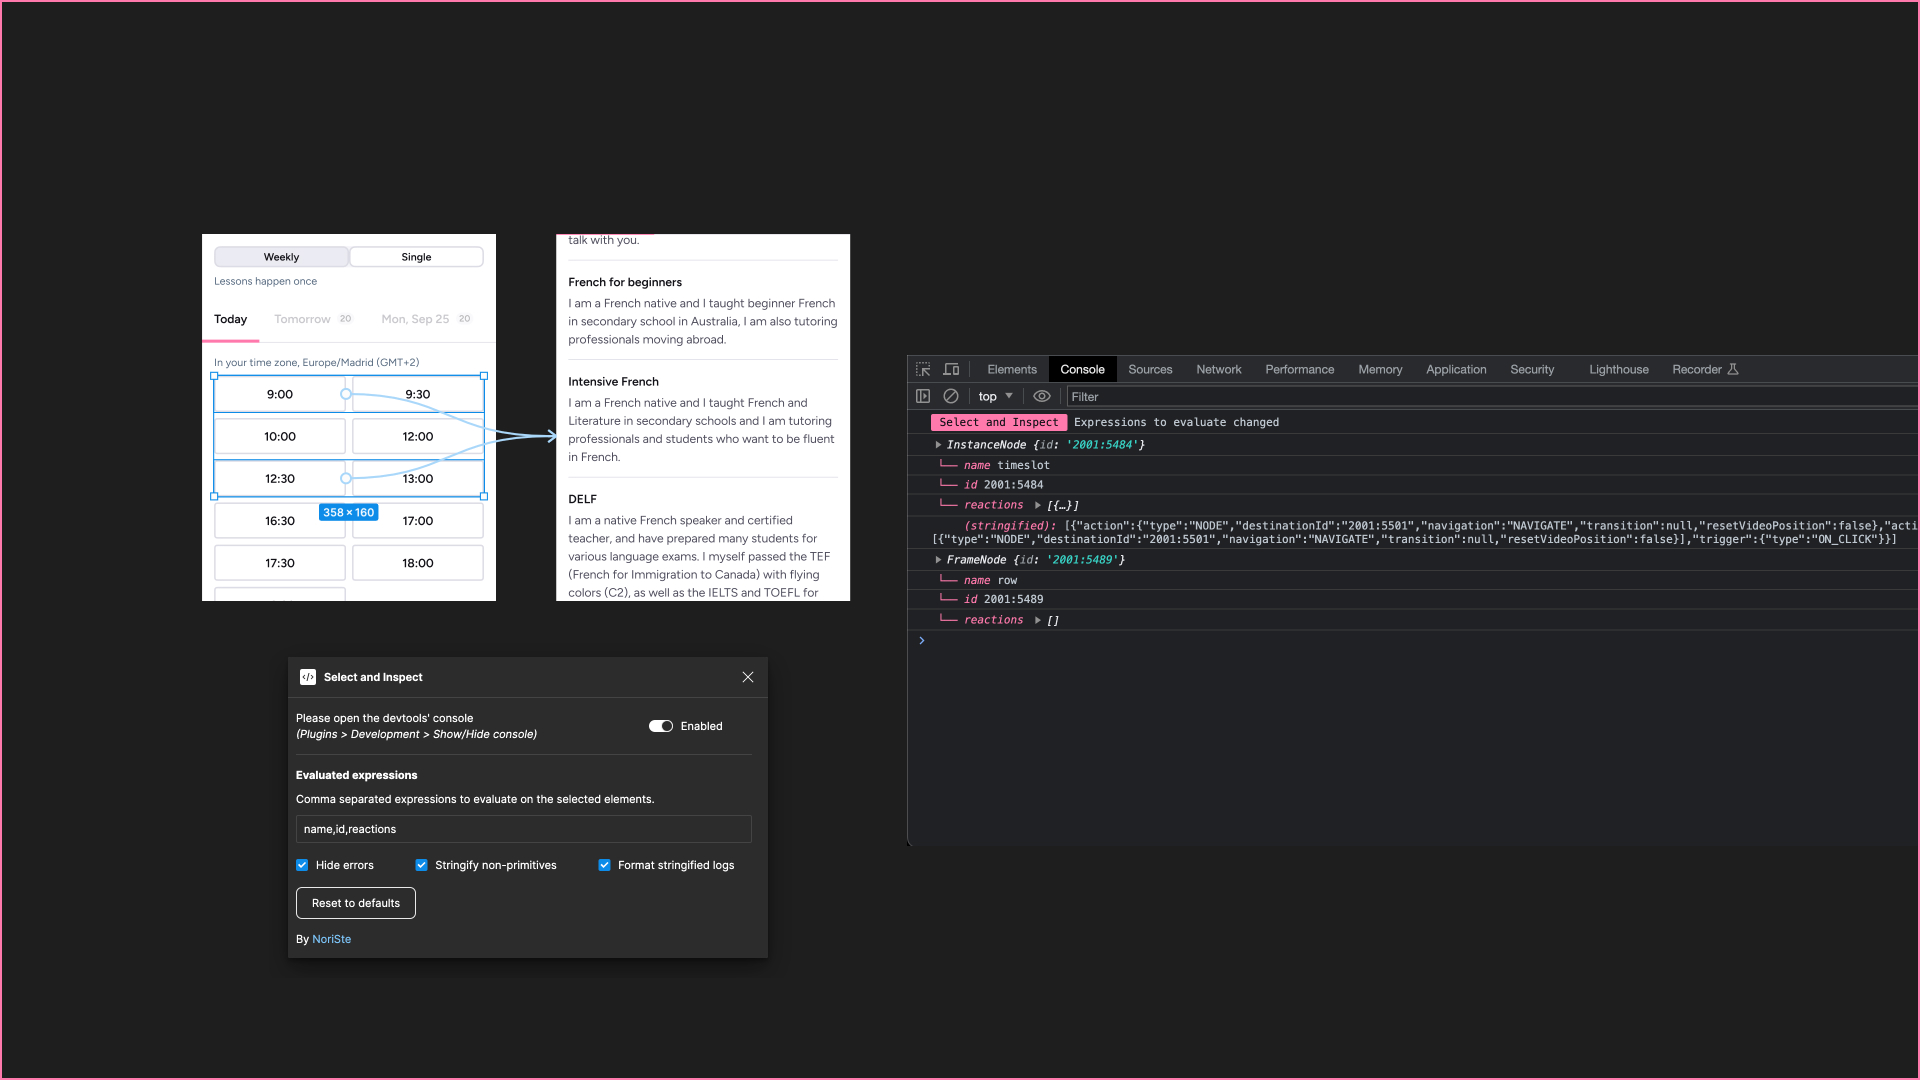 Weekly
Single
Lessons happen once
Today
Tomorrow 20
Mon, Sep 25 20
In your time zone, Europe/Madrid (GMT+2)
9:00
9:30
10:00
12:00
12:30
13:00
16:30
358 × 160
17:00
17:30
18:00
talk with you.
French for beginners
I am a French native and I taught beginner French
in secondary school in Australia, I am also tutoring
professionals moving abroad.
Intensive French
I am a French native and I taught French and
Literature in secondary schools and I am tutoring
professionals and students who want to be fluent
in French.
DELF
I am a native French speaker and certified
teacher, and have prepared many students for
various language exams. I myself passed the TEF
(French for Immigration to Canada) with flying
colors (C2), as well as the IELTS and TOEFL for
Select and Inspect
Please open the devtools' console
(Plugins > Development > Show/Hide console)
Enabled
Evaluated expressions
Comma separated expressions to evaluate on the selected elements.
name,id,reactions
Hide errors
Stringify non-primitives
Format stringified logs
Reset to defaults
By NoriSte
Elements Console Sources Network Performance Memory Application Security Lighthouse Recorder
top
Filter
Select and Inspect Expressions to evaluate changed
InstanceNode {id: '2001:5484'}
name timeslot
id 2001:5484
reactions [{…}]
(stringified): [{"action":{"type":"NODE","destinationId":"2001:5501","navigation":"NAVIGATE","transition":null,"resetVideoPosition":false},"acti
[{"type":"NODE","destinationId":"2001:5501","navigation":"NAVIGATE","transition":null,"resetVideoPosition":false}],"trigger":{"type":"ON_CLICK"}}]
FrameNode {id: '2001:5489'}
name row
id 2001:5489
reactions []